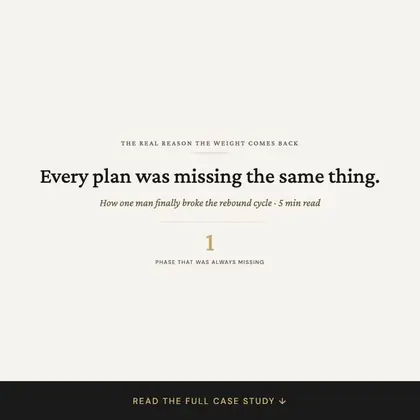 THE REAL REASON THE WEIGHT COMES BACK
Every plan was missing the same thing.
How one man finally broke the rebound cycle · 5 min read
1
PHASE THAT WAS ALWAYS MISSING
READ THE FULL CASE STUDY ↓